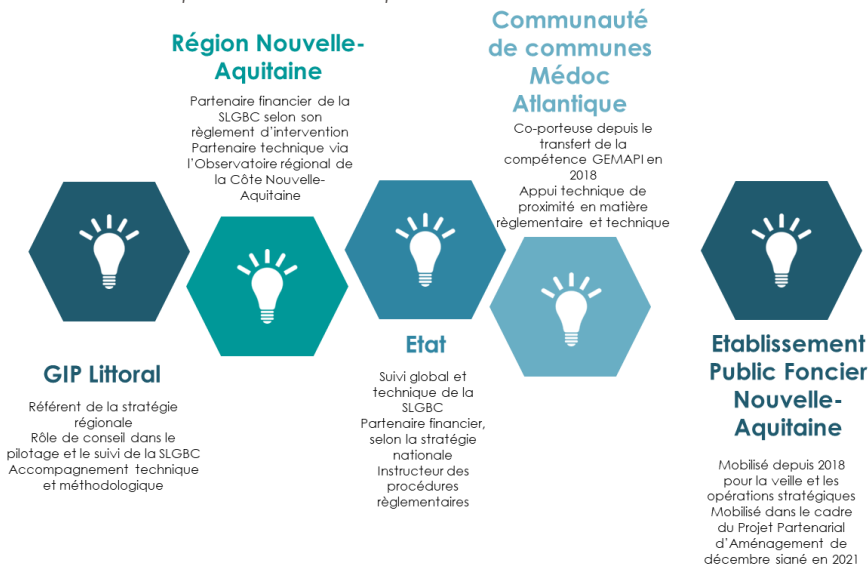 Région Nouvelle-
Aquitaine
Partenaire financier de la
SLGBC selon son
règlement d'intervention
Partenaire technique via
l'Observatoire régional de
la Côte Nouvelle-
Aquitaine
Communauté
de communes
Médoc
Atlantique
Co-porteuse depuis le
transfert de la
compétence GEMAPI en
2018
Appui technique de
proximité en matière
règlementaire et technique
GIP Littoral
Référent de la stratégie
régionale
Rôle de conseil dans le
pilotage et le suivi de la SLGBC
Accompagnement technique
et méthodologique
Etat
Suivi global et
technique de la
SLGBC
Partenaire financier,
selon la stratégie
nationale
Instructeur des
procédures
règlementaires
Etablissement
Public Foncier
Nouvelle-
Aquitaine
Mobilisé depuis 2018
pour la veille et les
opérations stratégiques
Mobilisé dans le cadre
du Projet Partenarial
d'Aménagement de
décembre signé en 2021